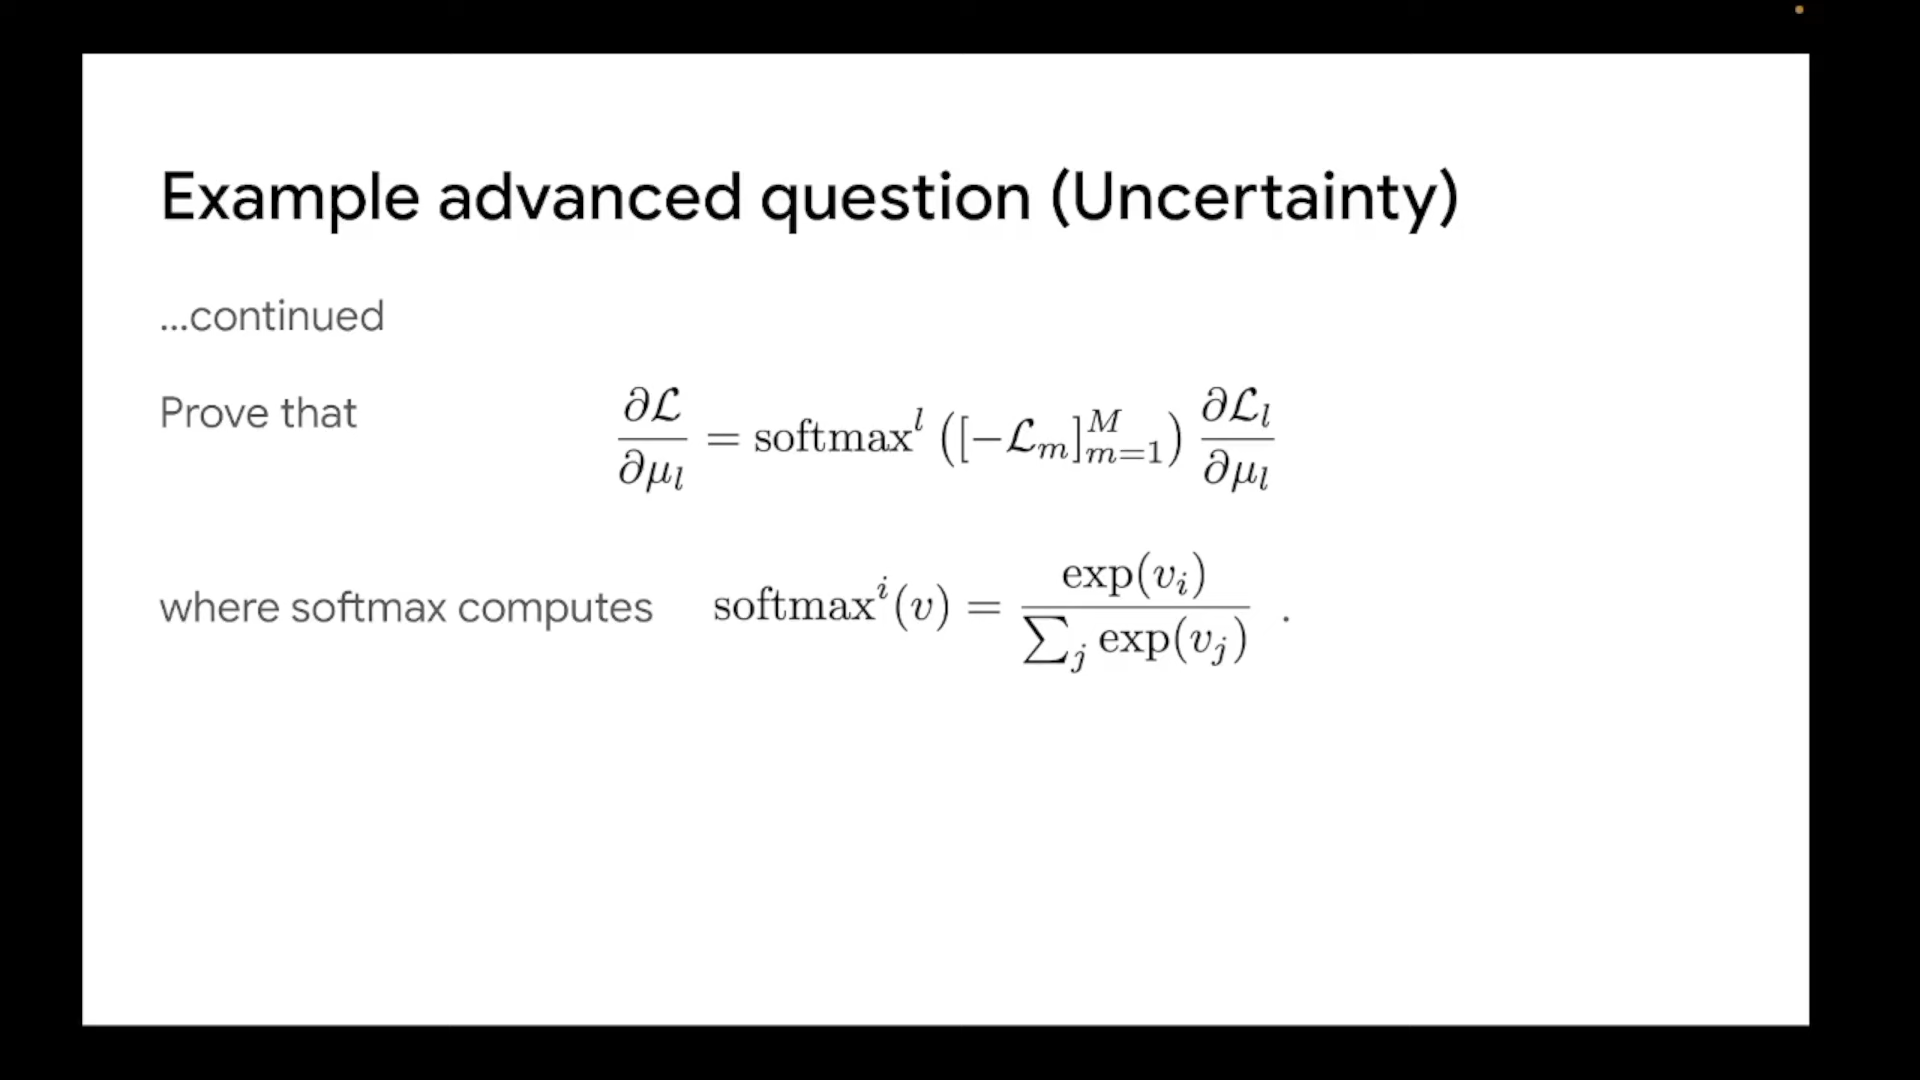 Example advanced question (Uncertainty)
...continued
Prove that ∂ℒ/∂μ_l = softmax^l ([−ℒ_m]_{m=1}^M) ∂ℒ_l/∂μ_l
where softmax computes softmax^i(v) = exp(v_i)/∑_j exp(v_j) .